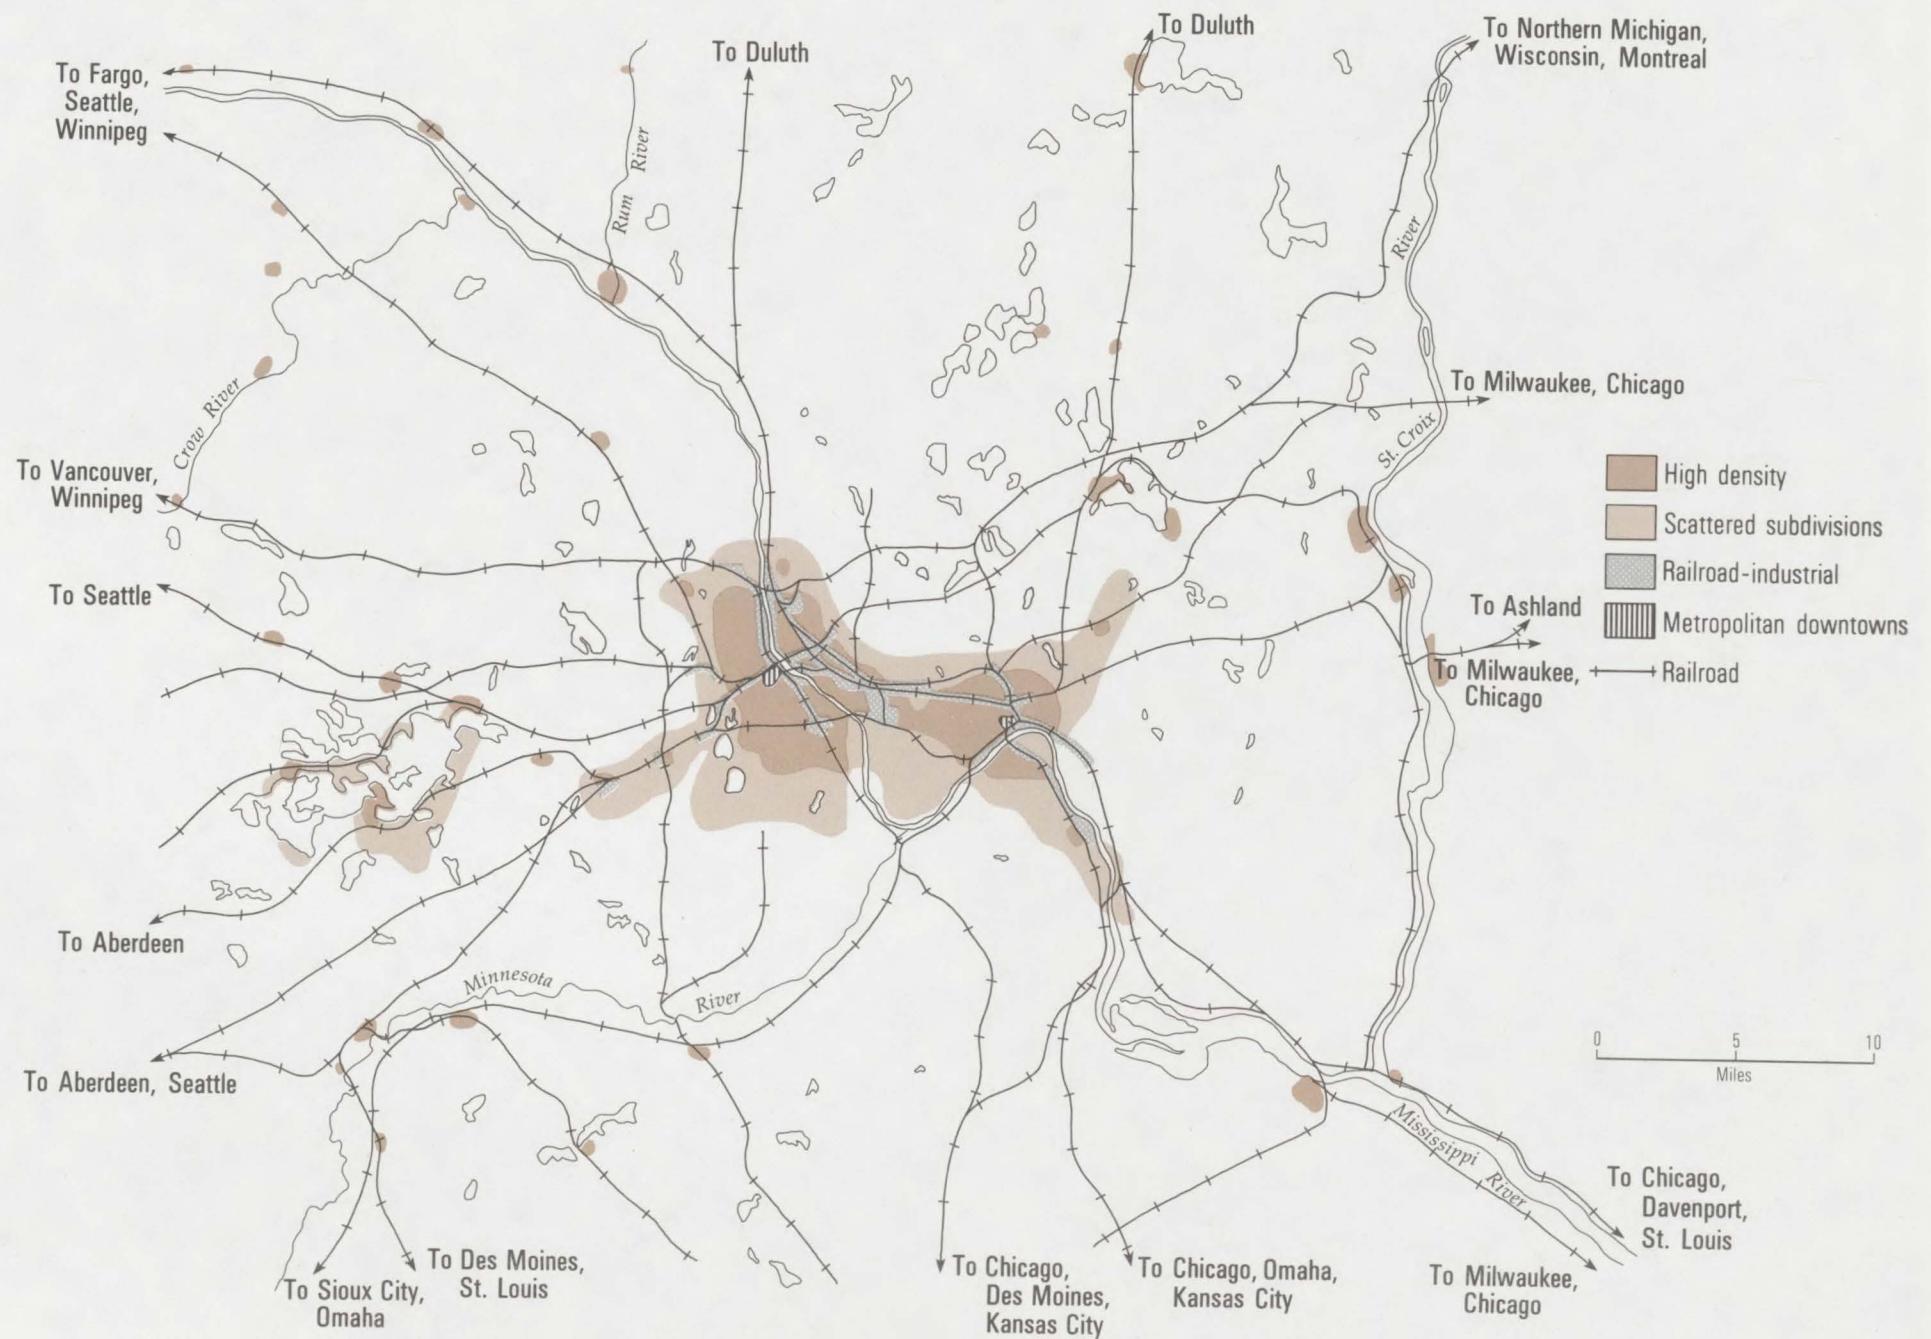 To Duluth
To Duluth
To Northern Michigan,
Wisconsin, Montreal
To Fargo,
Seattle,
Winnipeg
Rum River
River
St. Croix
Crow River
To Milwaukee, Chicago
To Vancouver,
Winnipeg
High density
Scattered subdivisions
Railroad-industrial
Metropolitan downtowns
Railroad
To Seattle
To Ashland
To Milwaukee,
Chicago
To Aberdeen
Minnesota
River
0 5 10
Miles
To Aberdeen, Seattle
Mississippi
River
To Chicago,
Davenport,
St. Louis
To Des Moines,
St. Louis
To Sioux City,
Omaha
To Chicago,
Des Moines,
Kansas City
To Chicago, Omaha,
Kansas City
To Milwaukee,
Chicago